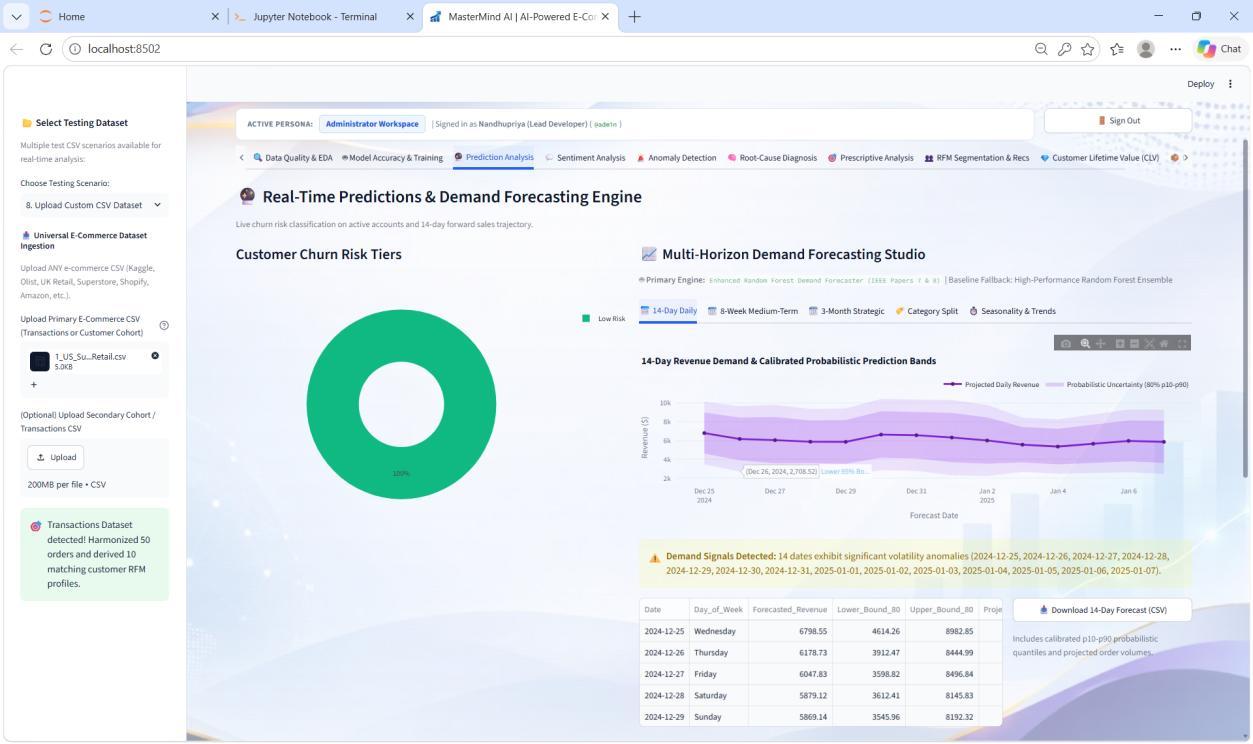 Home
Jupyter Notebook - Terminal
MasterMind AI | AI-Powered E-Cor
localhost:8502
Chat
Deploy
Select Testing Dataset
Multiple test CSV scenarios available for
real-time analysis:
Choose Testing Scenario:
8. Upload Custom CSV Dataset
Universal E-Commerce Dataset
Ingestion
Upload ANY e-commerce CSV (Kaggle,
Olist, UK Retail, Superstore, Shopify,
Amazon, etc.).
Upload Primary E-Commerce CSV
(Transactions or Customer Cohort)
1_US_Su...Retail.csv
5.0KB
+
(Optional) Upload Secondary Cohort /
Transactions CSV
Upload
200MB per file • CSV
Transactions Dataset
detected! Harmonized 50
orders and derived 10
matching customer RFM
profiles.
ACTIVE PERSONA: Administrator Workspace | Signed in as Nandhupriya (Lead Developer) ( @admin )
Sign Out
Data Quality & EDA Model Accuracy & Training Prediction Analysis Sentiment Analysis Anomaly Detection Root-Cause Diagnosis Prescriptive Analysis RFM Segmentation & Recs Customer Lifetime Value (CLV)
Real-Time Predictions & Demand Forecasting Engine
Live churn risk classification on active accounts and 14-day forward sales trajectory.
Customer Churn Risk Tiers
Low Risk
100%
Multi-Horizon Demand Forecasting Studio
Primary Engine: Enhanced Random Forest Demand Forecaster (IEEE Papers 7 & 8) | Baseline Fallback: High-Performance Random Forest Ensemble
14-Day Daily 8-Week Medium-Term 3-Month Strategic Category Split Seasonality & Trends
14-Day Revenue Demand & Calibrated Probabilistic Prediction Bands
Projected Daily Revenue Probabilistic Uncertainty (80% p10-p90)
Revenue ($)
10k
8k
6k
4k
2k
(Dec 26, 2024, 2,708.52) Lower 95% Bo...
Dec 25 Dec 27 Dec 29 Dec 31 Jan 2 Jan 4 Jan 6
2024 2025
Forecast Date
Demand Signals Detected: 14 dates exhibit significant volatility anomalies (2024-12-25, 2024-12-26, 2024-12-27, 2024-12-28,
2024-12-29, 2024-12-30, 2024-12-31, 2025-01-01, 2025-01-02, 2025-01-03, 2025-01-04, 2025-01-05, 2025-01-06, 2025-01-07).
Date Day_of_Week Forecasted_Revenue Lower_Bound_80 Upper_Bound_80 Proje
2024-12-25 Wednesday 6798.55 4614.26 8982.85
2024-12-26 Thursday 6178.73 3912.47 8444.99
2024-12-27 Friday 6047.83 3598.82 8496.84
2024-12-28 Saturday 5879.12 3612.41 8145.83
2024-12-29 Sunday 5869.14 3545.96 8192.32
Download 14-Day Forecast (CSV)
Includes calibrated p10-p90 probabilistic
quantiles and projected order volumes.